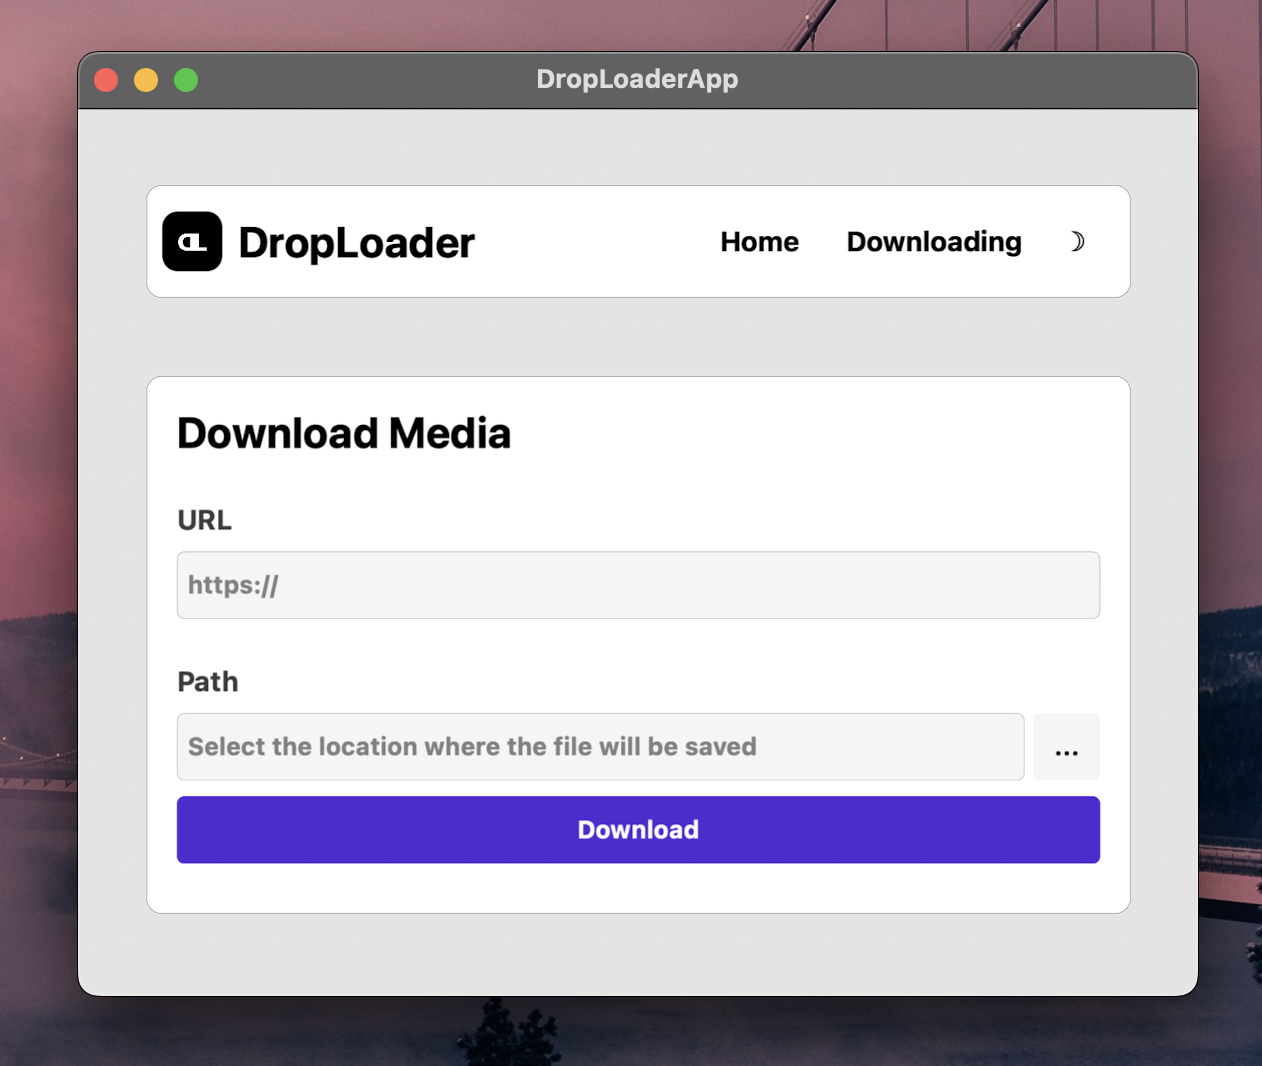 DropLoaderApp
DL DropLoader Home Downloading ☽
Download Media
URL
https://
Path
Select the location where the file will be saved ...
Download